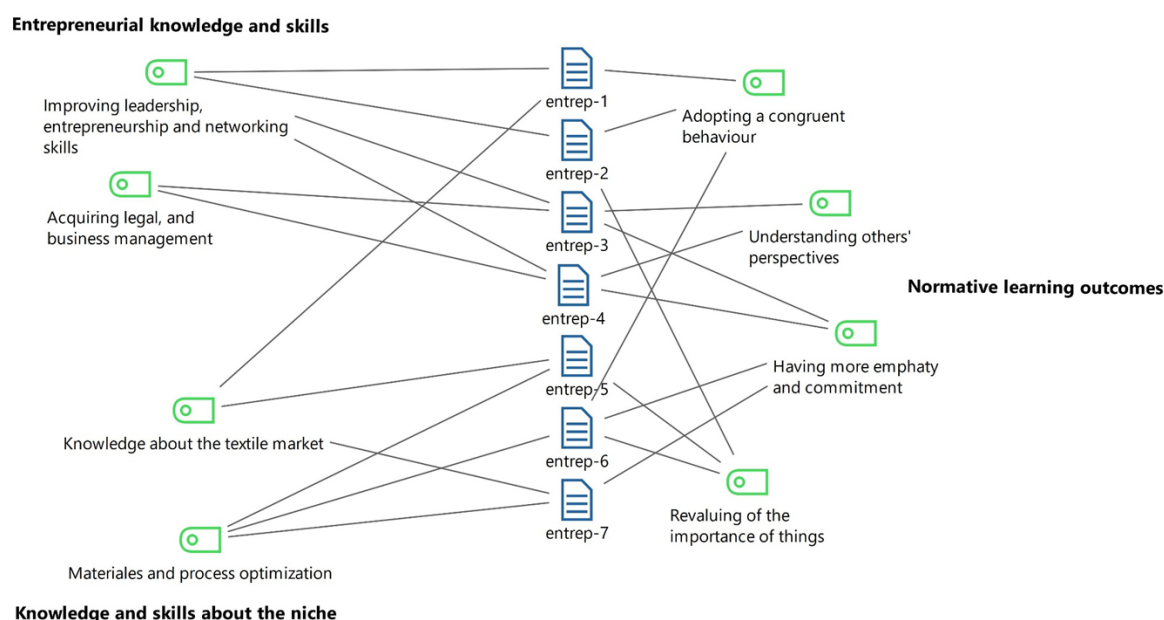 Entrepreneurial knowledge and skills
Improving leadership,
entrepreneurship and networking
skills
Acquiring legal, and
business management
Knowledge about the textile market
Materiales and process optimization
Knowledge and skills about the niche
entrep-1
entrep-2
entrep-3
entrep-4
entrep-5
entrep-6
entrep-7
Adopting a congruent
behaviour
Understanding others'
perspectives
Normative learning outcomes
Having more emphaty
and commitment
Revaluing of the
importance of things